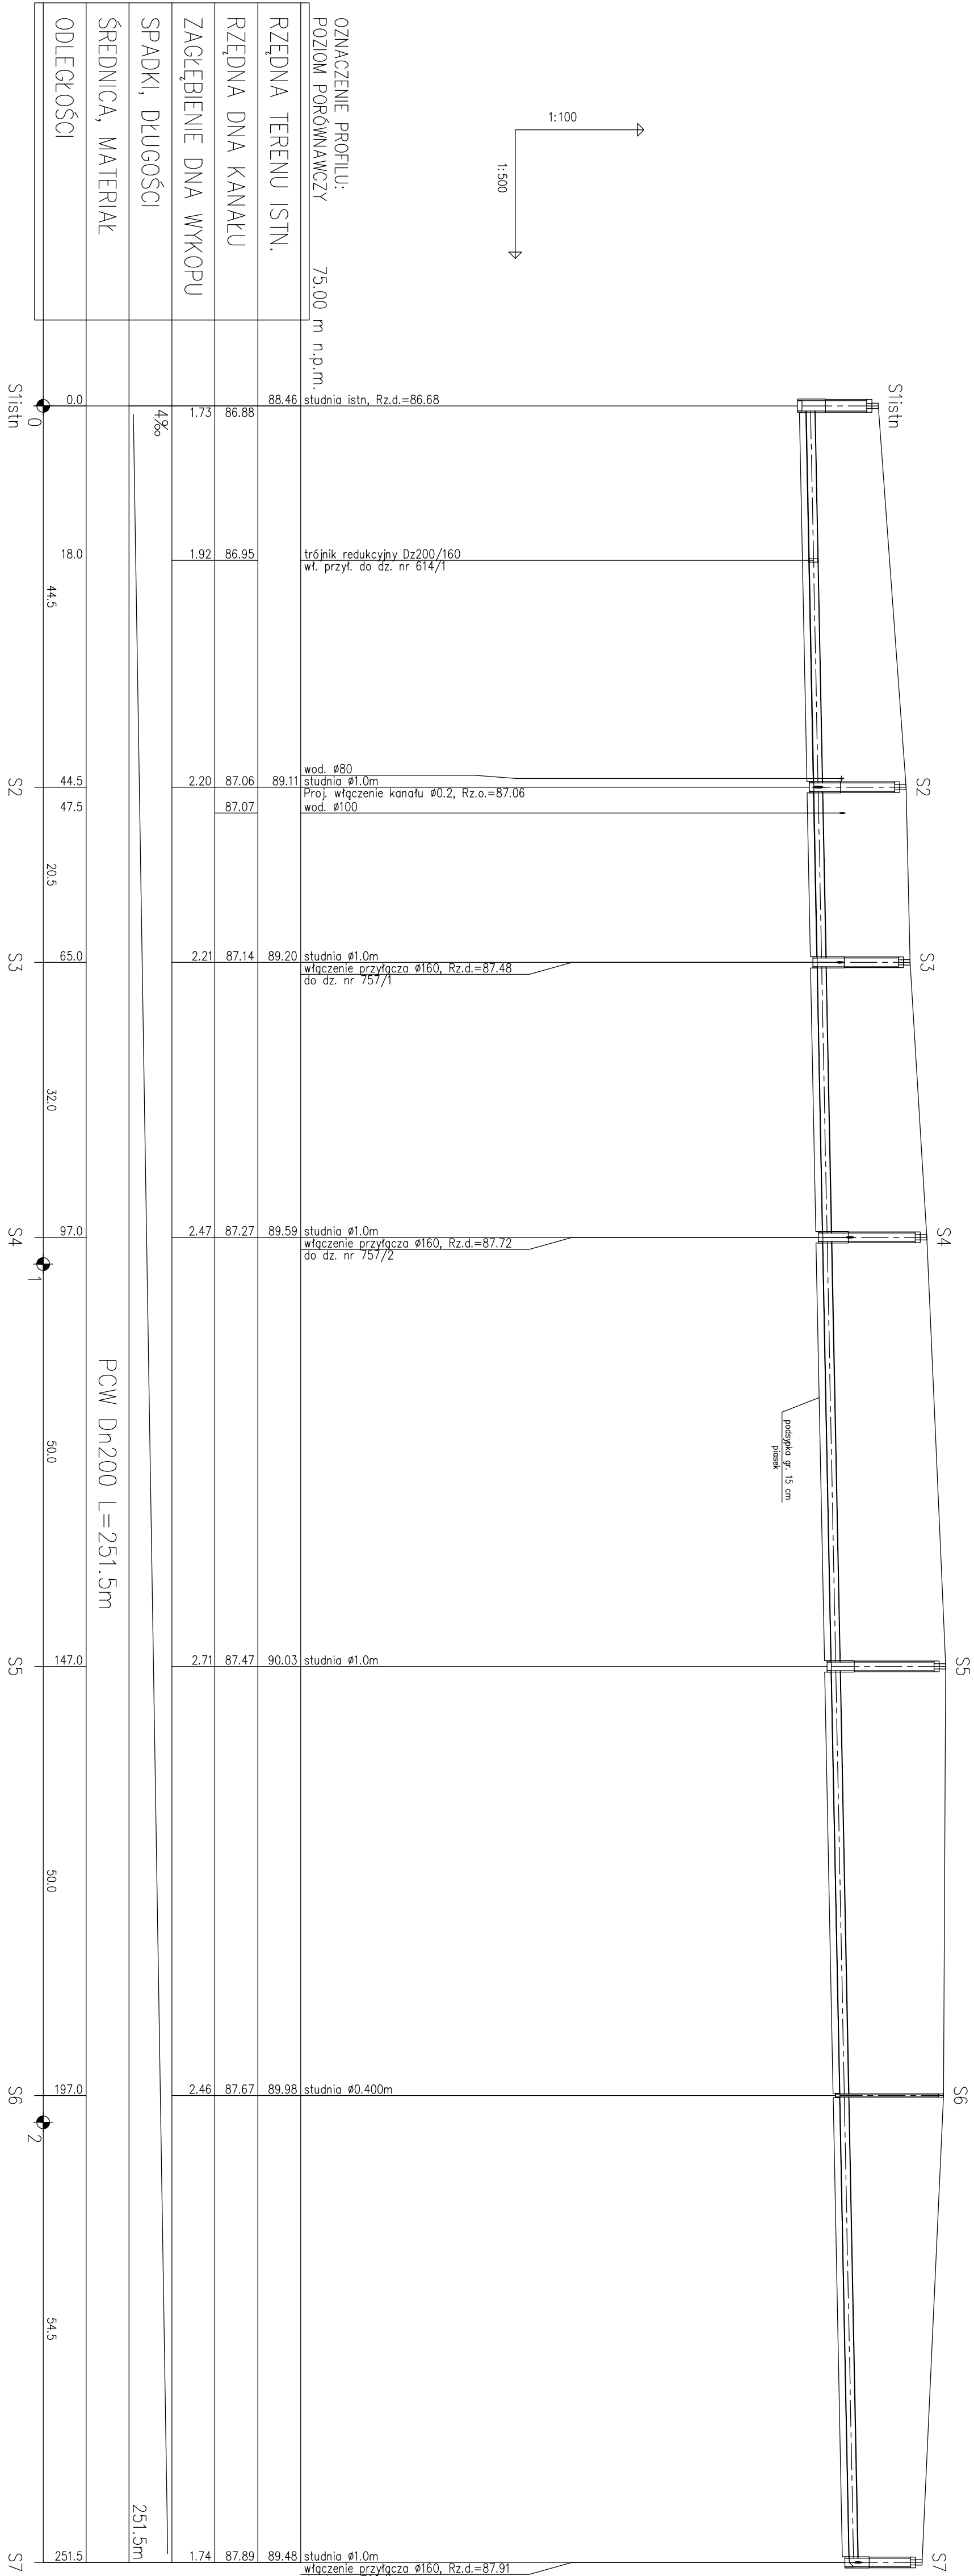 1:100
1:500
OZNACZENIE PROFILU:
POZIOM PORÓWNAWCZY 75.00 m n.p.m.
RZĘDNA TERENU ISTN.
RZĘDNA DNA KANAŁU
ZAGŁĘBIENIE DNA WYKOPU
SPADKI, DŁUGOŚCI
ŚREDNICA, MATERIAŁ
ODLEGŁOŚCI
S1istn
studnia istn, Rz.d.=86.68
88.46
86.88
1.73
4‰
0.0
0
S1istn
trójnik redukcyjny Dz200/160
wł. przył. do dz. nr 614/1
86.95
1.92
18.0
44.5
S2
wod. ø80
studnia ø1.0m
Proj. włączenie kanału ø0.2, Rz.o.=87.06
89.11
87.06
2.20
44.5
S2
wod. ø100
87.07
47.5
20.5
S3
studnia ø1.0m
włączenie przyłącza ø160, Rz.d.=87.48
do dz. nr 757/1
89.20
87.14
2.21
65.0
S3
32.0
S4
studnia ø1.0m
włączenie przyłącza ø160, Rz.d.=87.72
do dz. nr 757/2
89.59
87.27
2.47
97.0
S4
1
podsypka gr. 15 cm
piasek
PCW Dn200 L=251.5m
50.0
S5
studnia ø1.0m
90.03
87.47
2.71
147.0
S5
50.0
S6
studnia ø0.400m
89.98
87.67
2.46
197.0
S6
2
54.5
S7
studnia ø1.0m
włączenie przyłącza ø160, Rz.d.=87.91
89.48
87.89
1.74
251.5m
251.5
S7